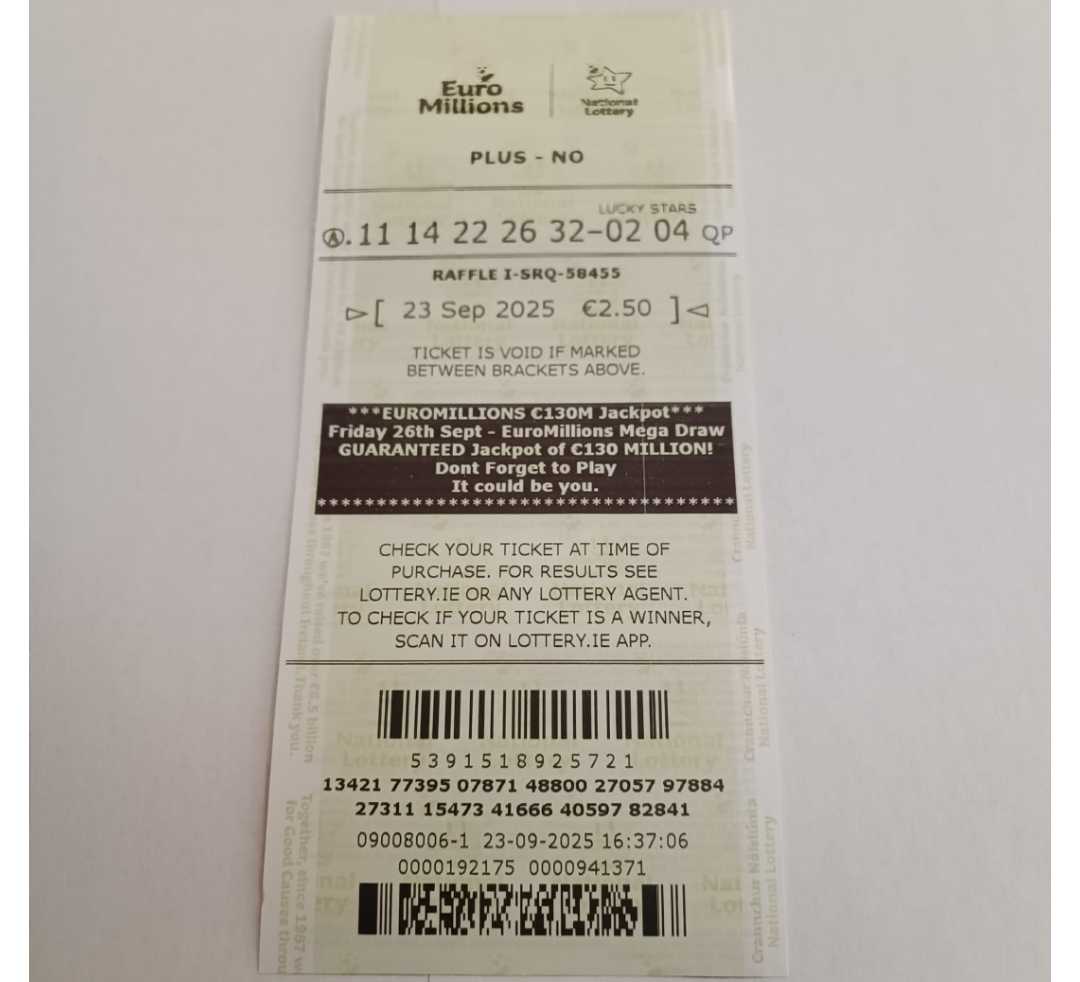 Euro
Millions
National
Lottery
PLUS - NO
LUCKY STARS
Ⓐ.11 14 22 26 32-02 04 QP
RAFFLE I-SRQ-58455
▷[ 23 Sep 2025 €2.50 ]◁
TICKET IS VOID IF MARKED
BETWEEN BRACKETS ABOVE.
***EUROMILLIONS €130M Jackpot***
Friday 26th Sept - EuroMillions Mega Draw
GUARANTEED Jackpot of €130 MILLION!
Dont Forget to Play
It could be you.
CHECK YOUR TICKET AT TIME OF
PURCHASE. FOR RESULTS SEE
LOTTERY.IE OR ANY LOTTERY AGENT.
TO CHECK IF YOUR TICKET IS A WINNER,
SCAN IT ON LOTTERY.IE APP.
5391518925721
13421 77395 07871 48800 27057 97884
27311 15473 41666 40597 82841
09008006-1 23-09-2025 16:37:06
0000192175 0000941371